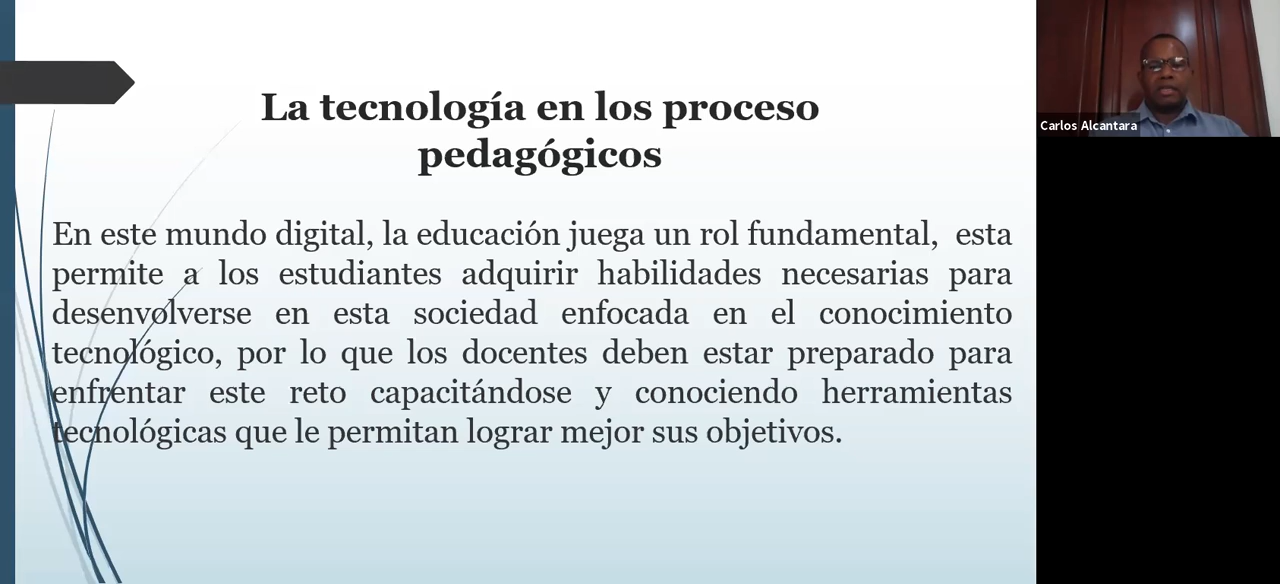 La tecnología en los proceso
pedagógicos
En este mundo digital, la educación juega un rol fundamental, esta
permite a los estudiantes adquirir habilidades necesarias para
desenvolverse en esta sociedad enfocada en el conocimiento
tecnológico, por lo que los docentes deben estar preparado para
enfrentar este reto capacitándose y conociendo herramientas
tecnológicas que le permitan lograr mejor sus objetivos.
Carlos Alcantara